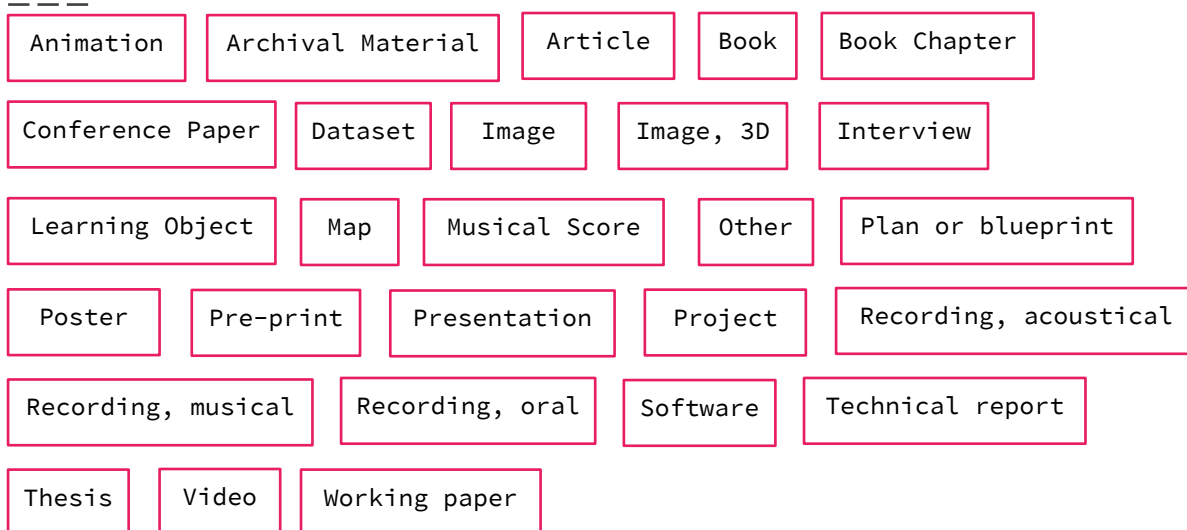 Animation Archival Material Article Book Book Chapter
Conference Paper Dataset Image Image, 3D Interview
Learning Object Map Musical Score Other Plan or blueprint
Poster Pre-print Presentation Project Recording, acoustical
Recording, musical Recording, oral Software Technical report
Thesis Video Working paper